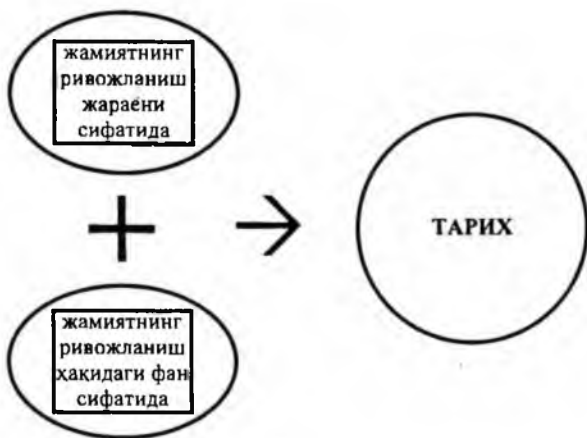 жамиятнинг
ривожланиш
жараёни
сифатида
+
→
ТАРИХ
жамиятнинг
ривожланиш
ҳақидаги фан
сифатида